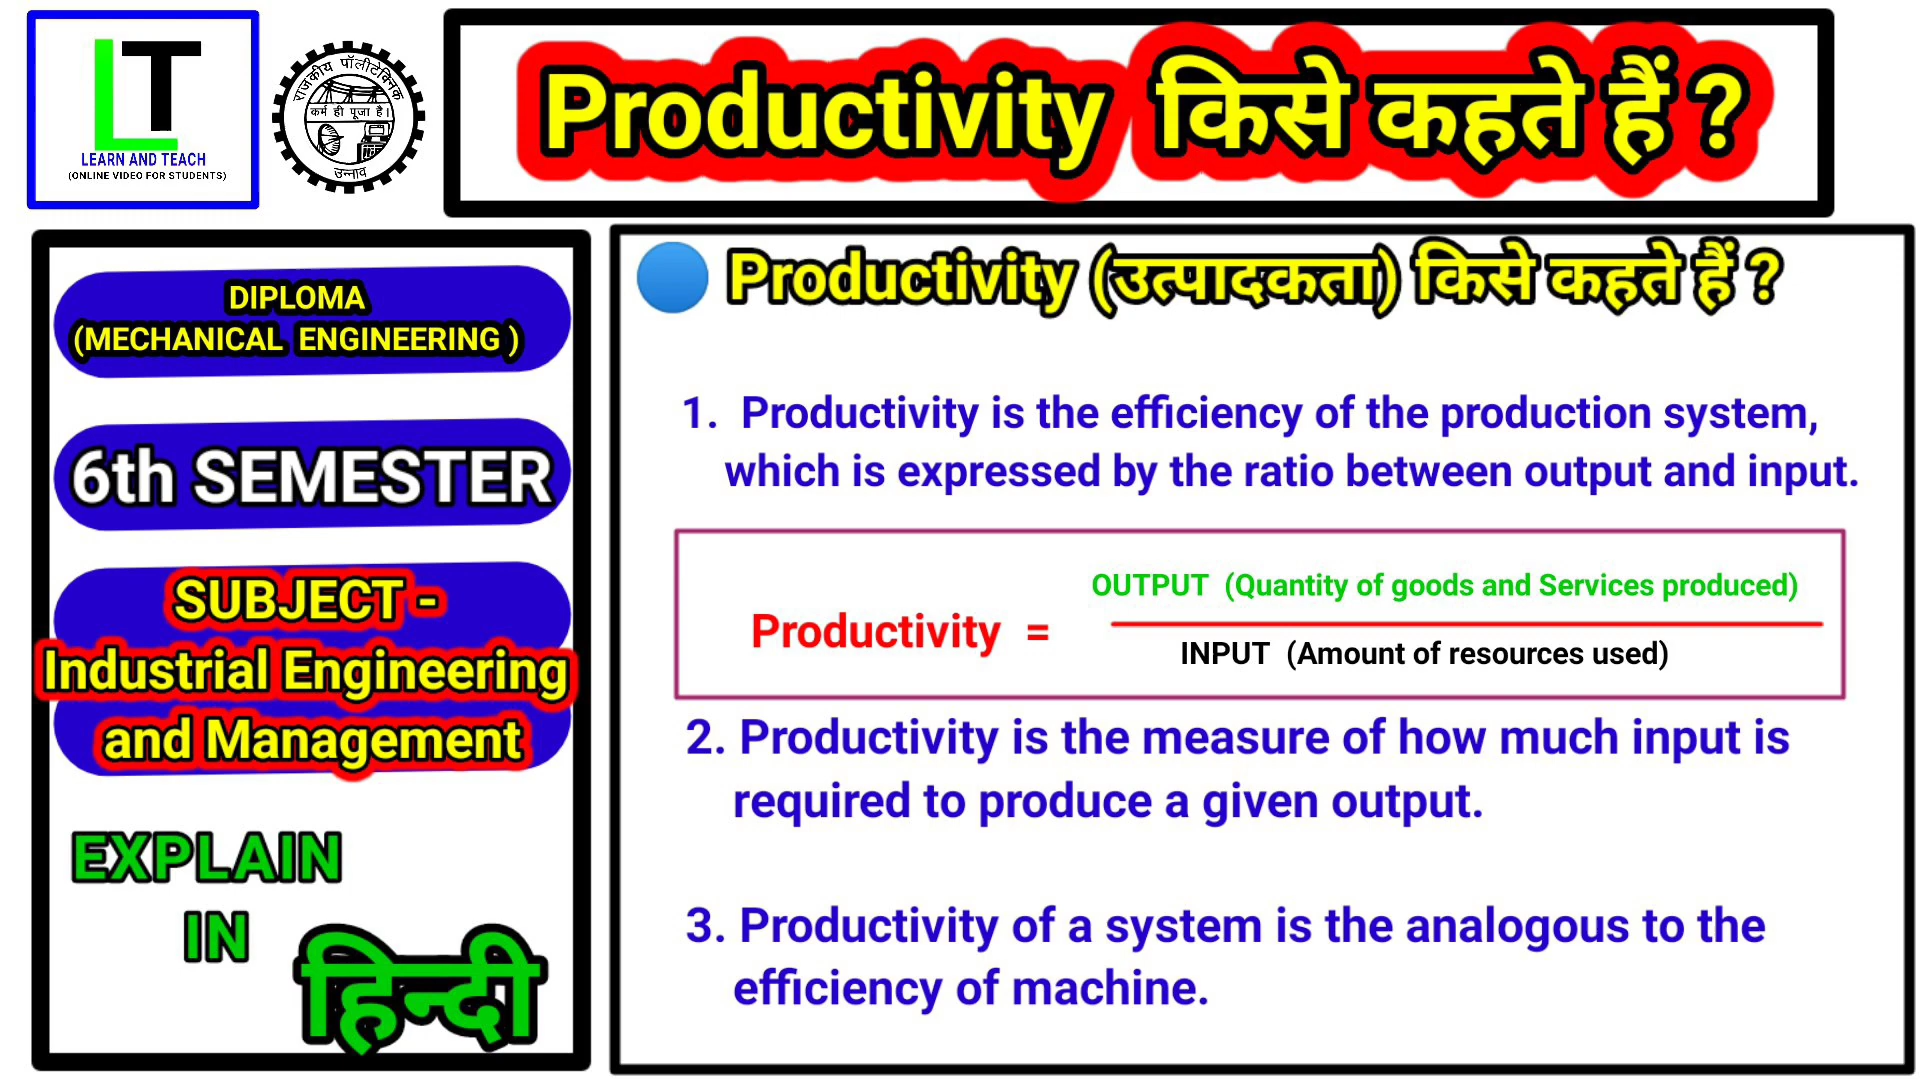 LT
LEARN AND TEACH
(ONLINE VIDEO FOR STUDENTS)
राजकीय पॉलीटेक्निक
कर्म ही पूजा है।
उन्नाव
Productivity किसे कहते हैं ?
DIPLOMA
(MECHANICAL ENGINEERING )
6th SEMESTER
SUBJECT -
Industrial Engineering
and Management
EXPLAIN
IN
हिन्दी
Productivity (उत्पादकता) किसे कहते हैं ?
1. Productivity is the efficiency of the production system,
which is expressed by the ratio between output and input.
OUTPUT (Quantity of goods and Services produced)
Productivity =
INPUT (Amount of resources used)
2. Productivity is the measure of how much input is
required to produce a given output.
3. Productivity of a system is the analogous to the
efficiency of machine.